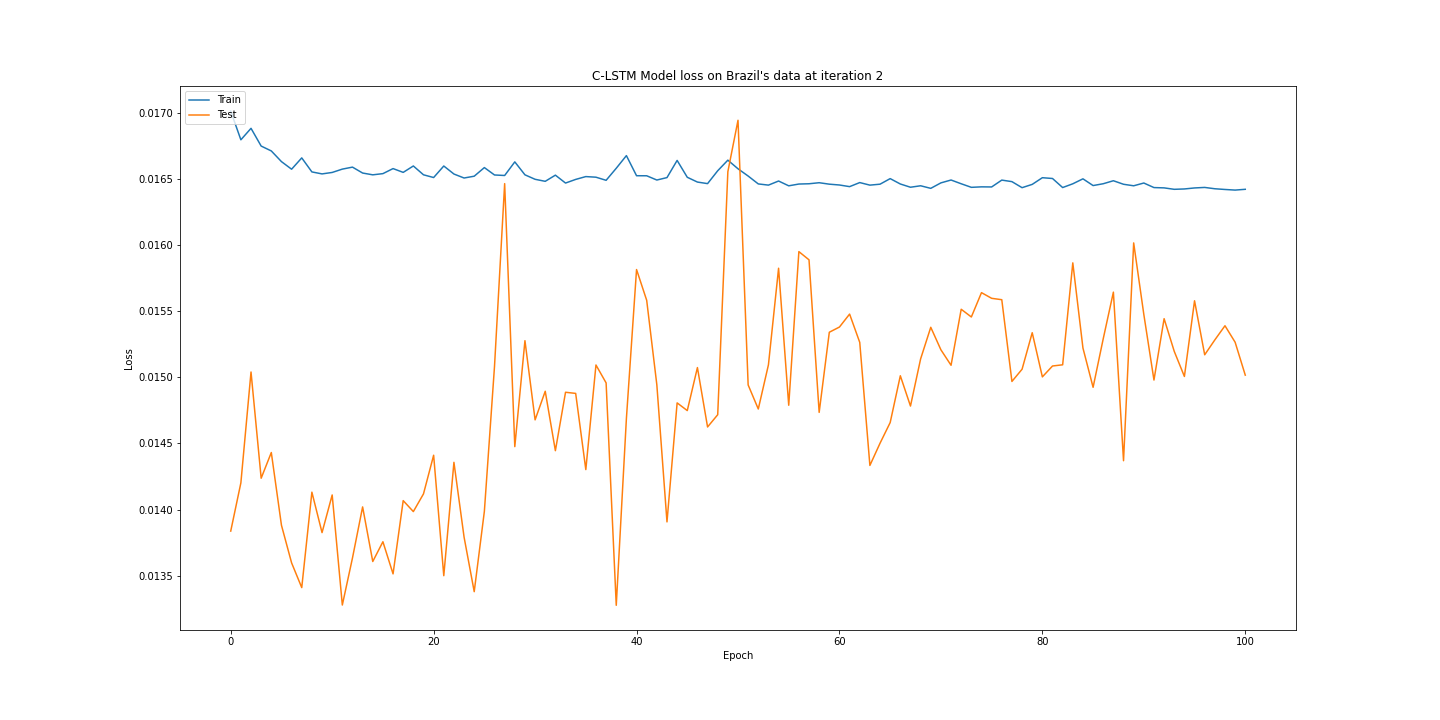 C-LSTM Model loss on Brazil's data at iteration 2
Train
Test
0.0170
0.0165
0.0160
0.0155
0.0150
0.0145
0.0140
0.0135
Loss
0 20 40 60 80 100
Epoch